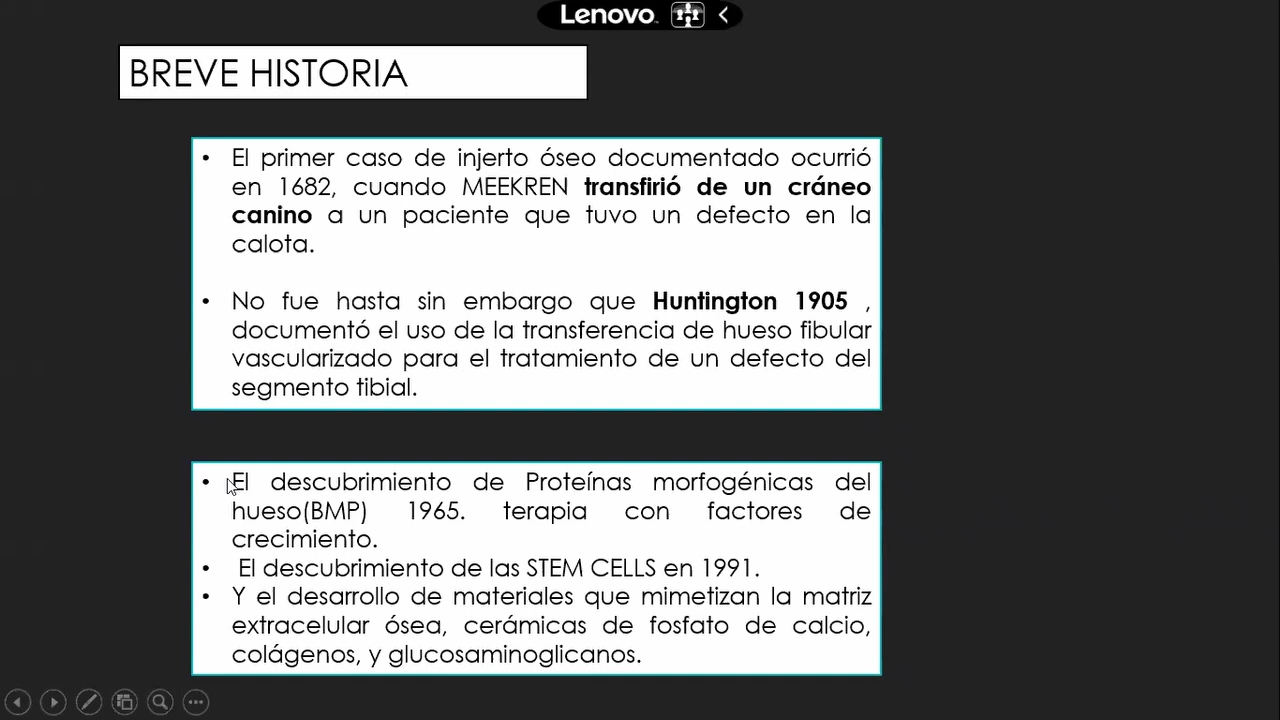 Lenovo
BREVE HISTORIA
• El primer caso de injerto óseo documentado ocurrió
en 1682, cuando MEEKREN transfirió de un cráneo
canino a un paciente que tuvo un defecto en la
calota.
• No fue hasta sin embargo que Huntington 1905 ,
documentó el uso de la transferencia de hueso fibular
vascularizado para el tratamiento de un defecto del
segmento tibial.
• El descubrimiento de Proteínas morfogénicas del
hueso(BMP) 1965. terapia con factores de
crecimiento.
• El descubrimiento de las STEM CELLS en 1991.
• Y el desarrollo de materiales que mimetizan la matriz
extracelular ósea, cerámicas de fosfato de calcio,
colágenos, y glucosaminoglicanos.